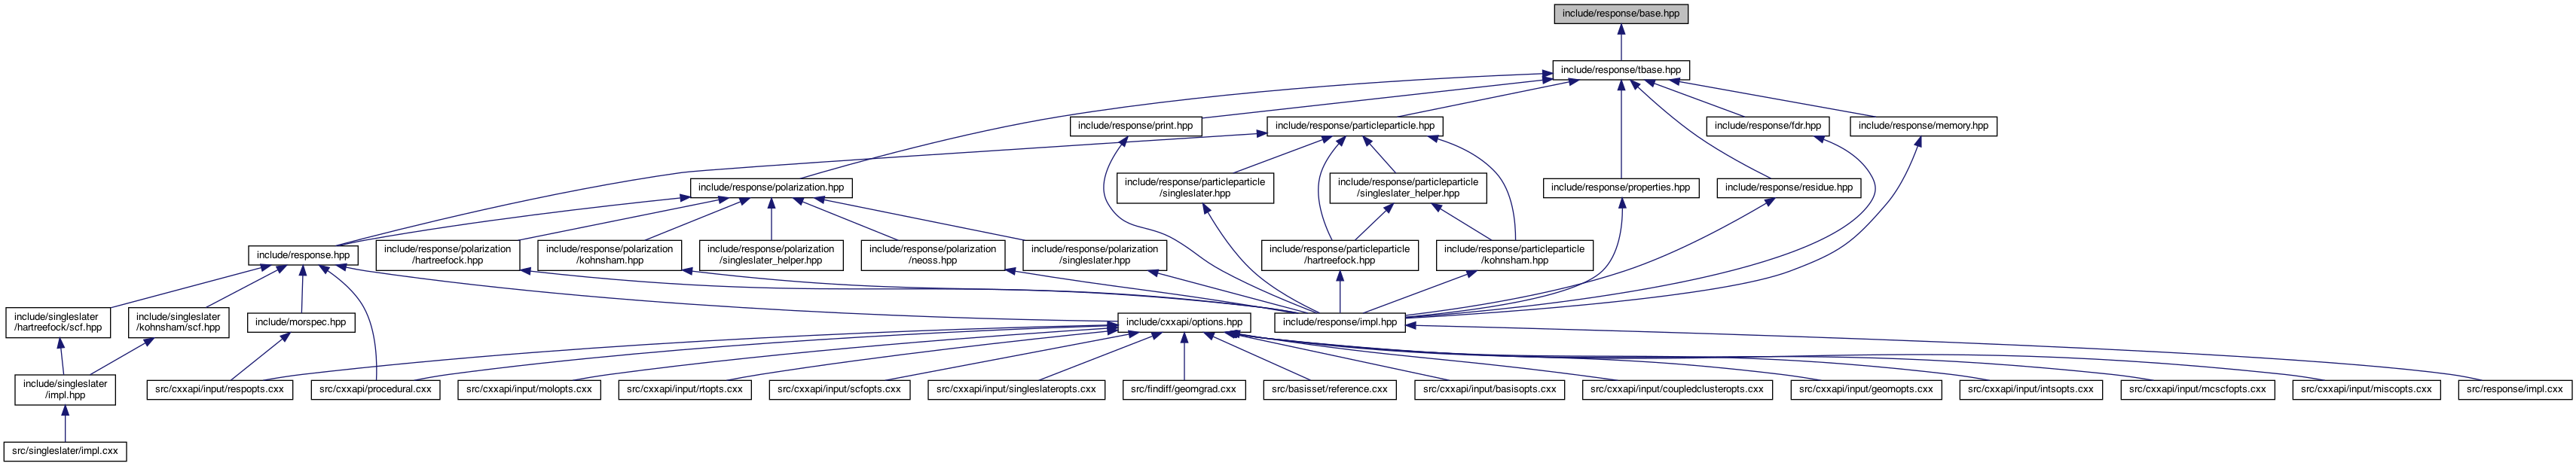 include/response/base.hpp
include/response/tbase.hpp
include/response/print.hpp
include/response/particleparticle.hpp
include/response/fdr.hpp
include/response/memory.hpp
include/response/polarization.hpp
include/response/particleparticle
/singleslater.hpp
include/response/particleparticle
/singleslater_helper.hpp
include/response/properties.hpp
include/response/residue.hpp
include/response.hpp
include/response/polarization
/hartreefock.hpp
include/response/polarization
/kohnsham.hpp
include/response/polarization
/singleslater_helper.hpp
include/response/polarization
/neoss.hpp
include/response/polarization
/singleslater.hpp
include/response/particleparticle
/hartreefock.hpp
include/response/particleparticle
/kohnsham.hpp
include/singleslater
/hartreefock/scf.hpp
include/singleslater
/kohnsham/scf.hpp
include/morspec.hpp
include/cxxapi/options.hpp
include/response/impl.hpp
include/singleslater
/impl.hpp
src/cxxapi/input/respopts.cxx
src/cxxapi/procedural.cxx
src/cxxapi/input/molopts.cxx
src/cxxapi/input/rtopts.cxx
src/cxxapi/input/scfopts.cxx
src/cxxapi/input/singleslateropts.cxx
src/findiff/geomgrad.cxx
src/basisset/reference.cxx
src/cxxapi/input/basisopts.cxx
src/cxxapi/input/coupledclusteropts.cxx
src/cxxapi/input/geomopts.cxx
src/cxxapi/input/intsopts.cxx
src/cxxapi/input/mcscfopts.cxx
src/cxxapi/input/miscopts.cxx
src/response/impl.cxx
src/singleslater/impl.cxx